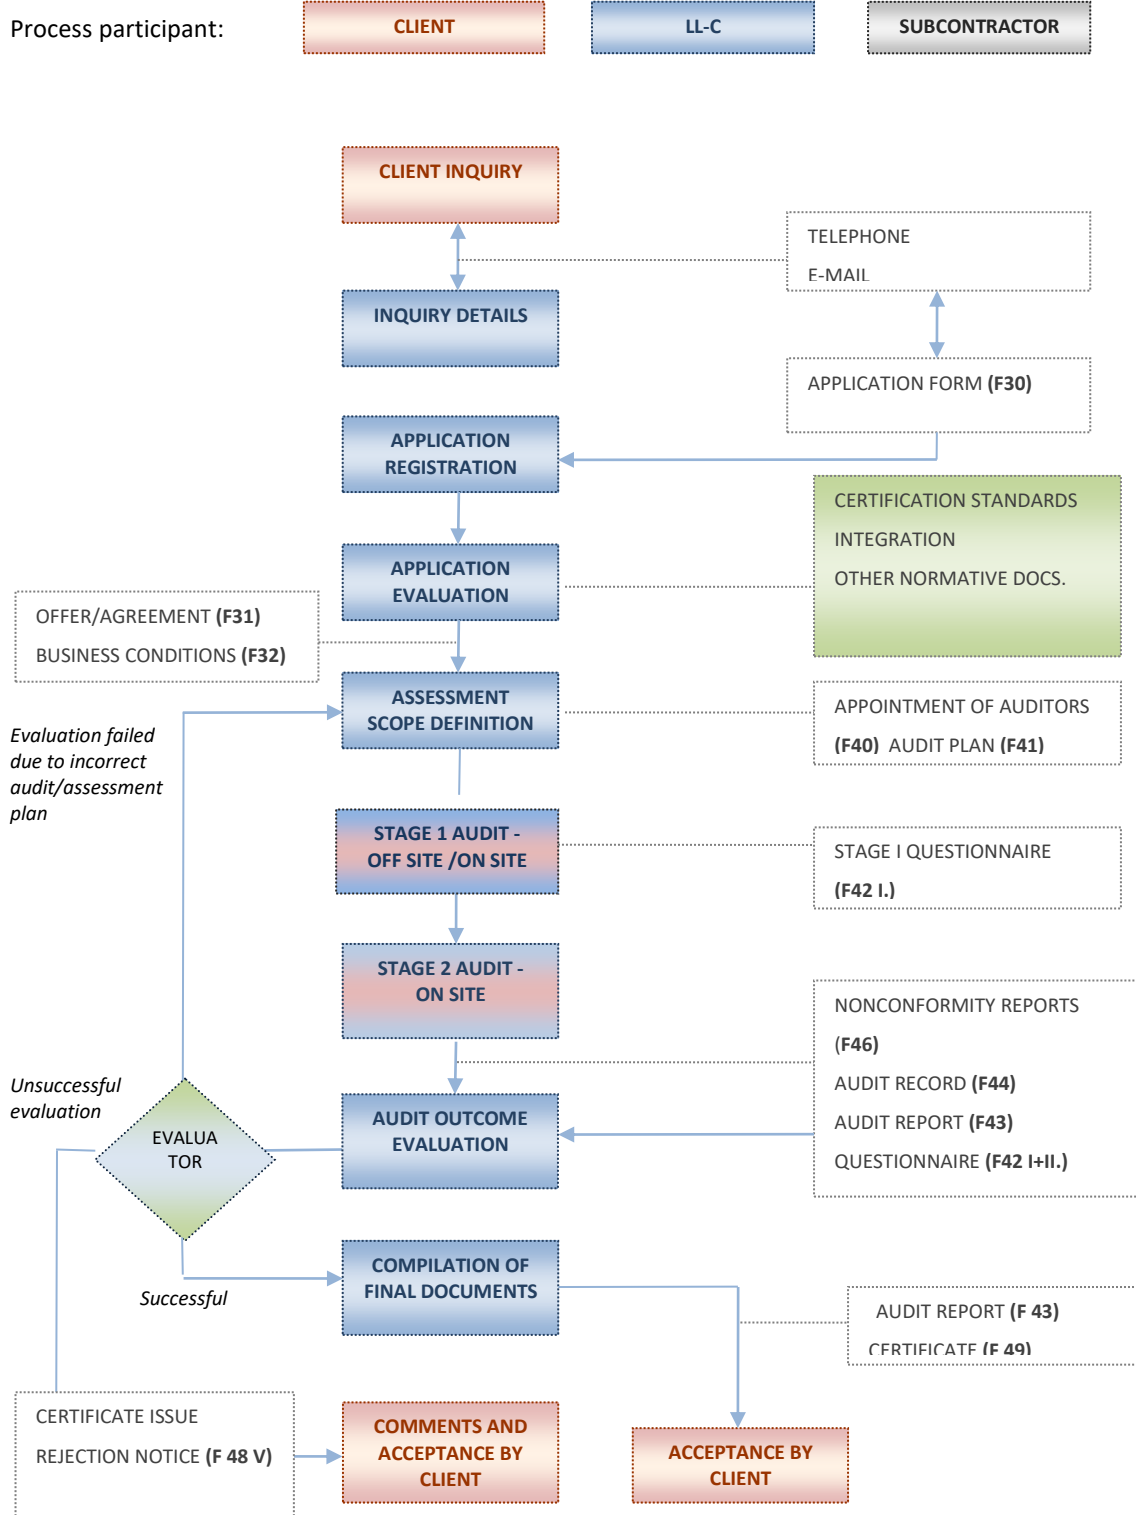 Process participant:
CLIENT
LL-C
SUBCONTRACTOR
CLIENT INQUIRY
TELEPHONE
E-MAIL
INQUIRY DETAILS
APPLICATION FORM (F30)
APPLICATION
REGISTRATION
CERTIFICATION STANDARDS
INTEGRATION
OTHER NORMATIVE DOCS.
APPLICATION
EVALUATION
OFFER/AGREEMENT (F31)
BUSINESS CONDITIONS (F32)
ASSESSMENT
SCOPE DEFINITION
APPOINTMENT OF AUDITORS
(F40) AUDIT PLAN (F41)
Evaluation failed
due to incorrect
audit/assessment
plan
STAGE 1 AUDIT -
OFF SITE /ON SITE
STAGE I QUESTIONNAIRE
(F42 I.)
STAGE 2 AUDIT -
ON SITE
NONCONFORMITY REPORTS
(F46)
AUDIT RECORD (F44)
AUDIT REPORT (F43)
QUESTIONNAIRE (F42 I+II.)
Unsuccessful
evaluation
EVALUA
TOR
AUDIT OUTCOME
EVALUATION
COMPILATION OF
FINAL DOCUMENTS
Successful
AUDIT REPORT (F 43)
CERTIFICATE (F 49)
CERTIFICATE ISSUE
REJECTION NOTICE (F 48 V)
COMMENTS AND
ACCEPTANCE BY
CLIENT
ACCEPTANCE BY
CLIENT